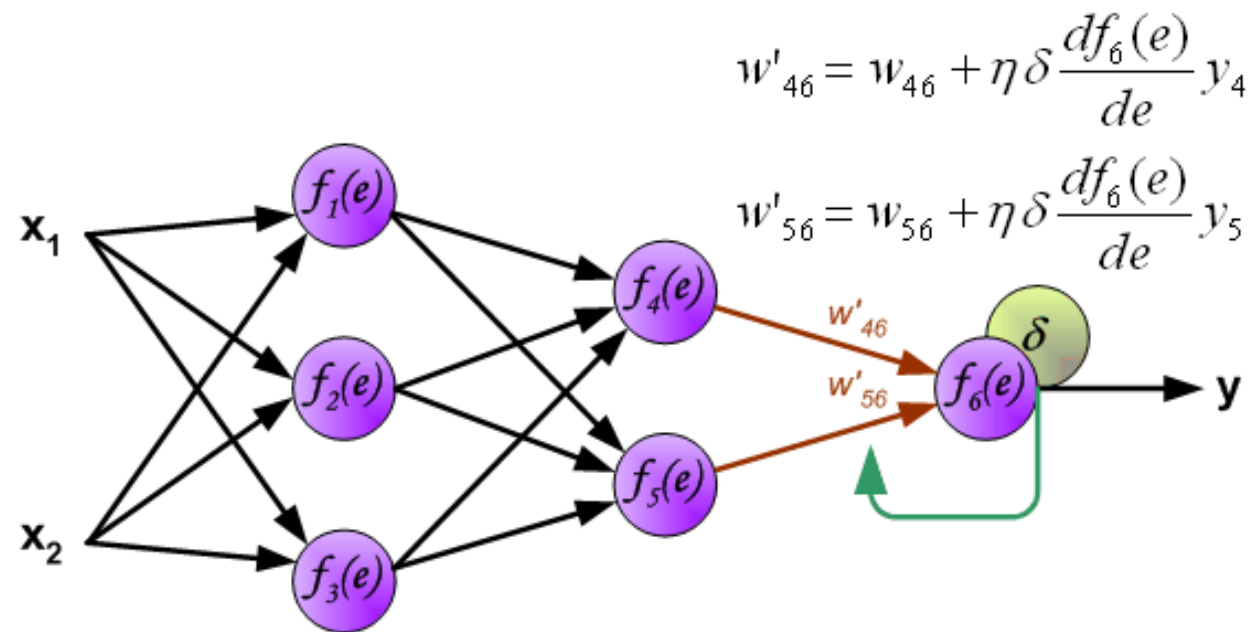 w'₄₆ = w₄₆ + η δ df₆(e)/de y₄
w'₅₆ = w₅₆ + η δ df₆(e)/de y₅
x₁
x₂
f₁(e)
f₂(e)
f₃(e)
f₄(e)
f₅(e)
w'₄₆
w'₅₆
f₆(e)
δ
y